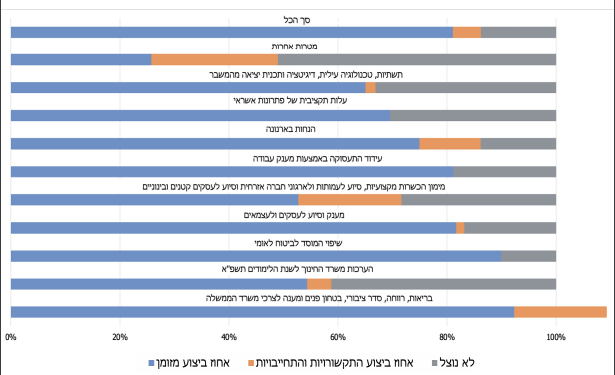 סך הכל
מטרות אחרות
תשתיות, טכנולוגיה עילית, דיגיטציה ותכנית יציאה מהמשבר
עלות תקציבית של פתרונות אשראי
הנחות בארנונה
עידוד התעסוקה באמצעות מענק עבודה
מימון הכשרות מקצועיות, סיוע לעמותות ולארגוני חברה אזרחית וסיוע לעסקים קטנים ובינוניים
מענק וסיוע לעסקים ולעצמאים
שיפוי המוסד לביטוח לאומי
הערכות משרד החינוך לשנת הלימודים תשפ"א
בריאות, רווחה, סדר ציבורי, בטחון פנים ומענה לצרכי משרד הממשלה
0% 20% 40% 60% 80% 100%
אחוז ביצוע מזומן אחוז ביצוע התקשורויות והתחייבויות לא נוצל